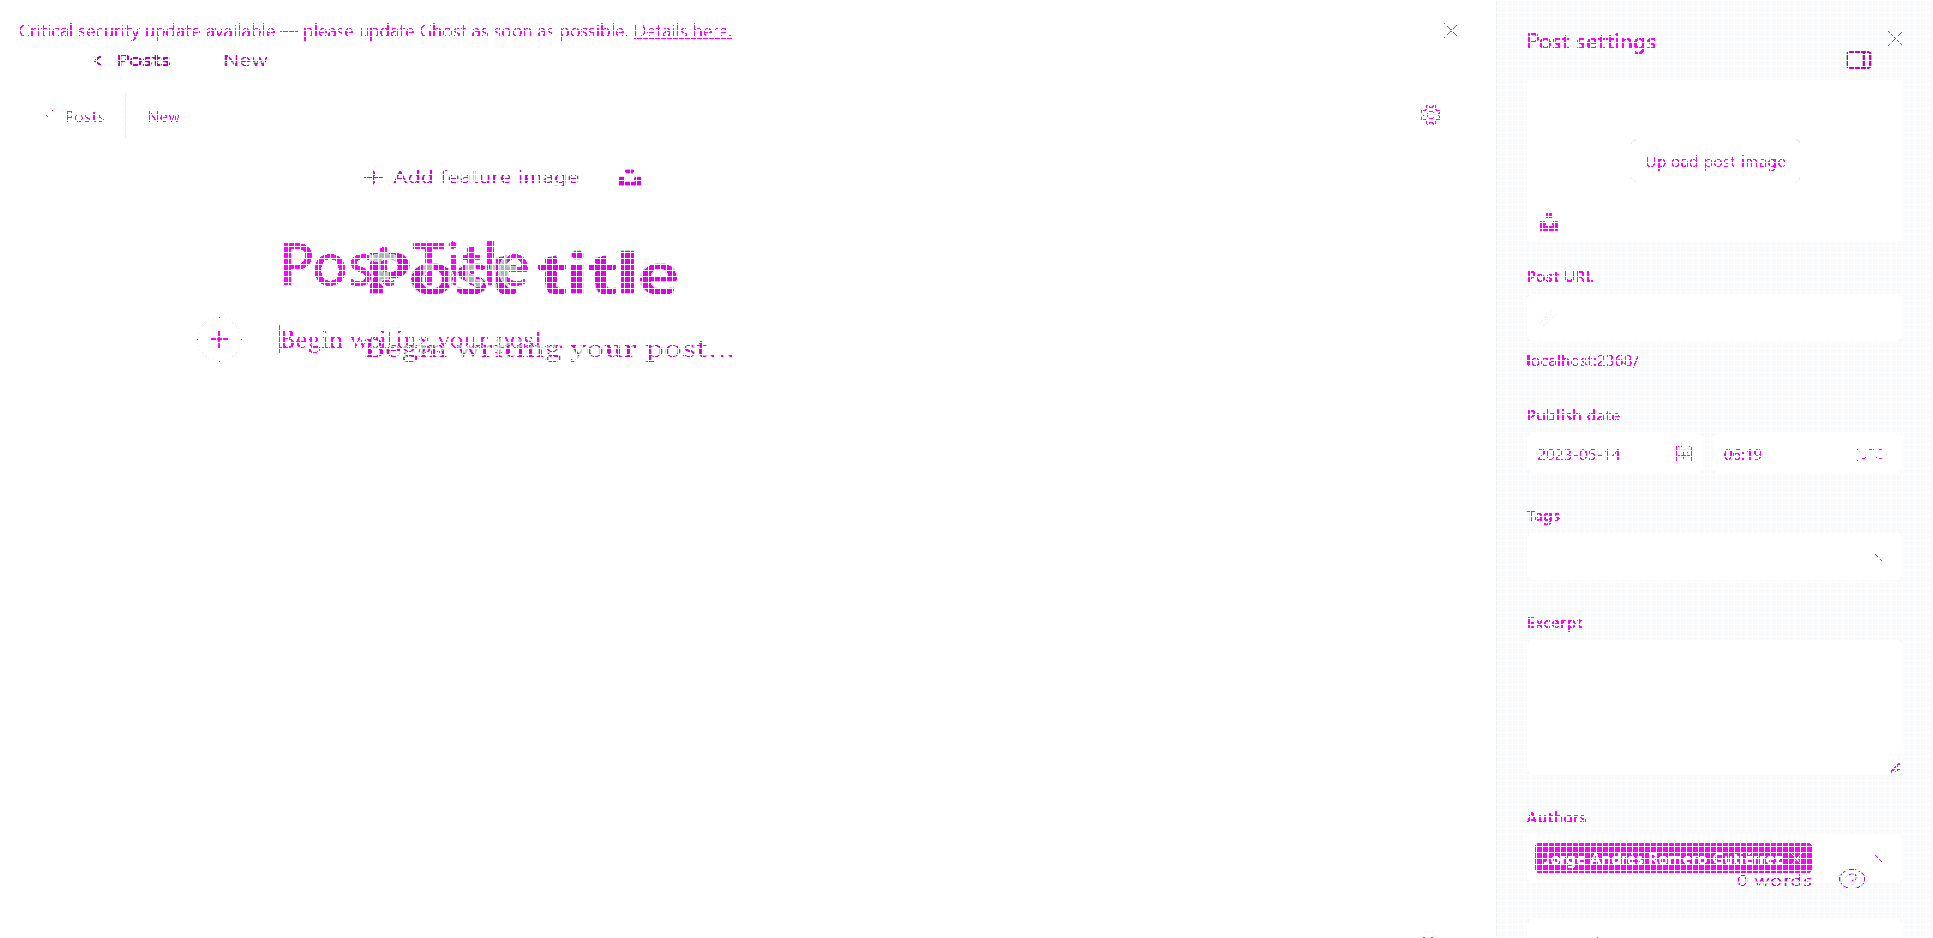 Critical security update available — please update Ghost as soon as possible. Details here.
Posts New
Posts New
Add feature image
Post Title
Post title
Begin writing your post...
Begin writing your post...
Post settings
Upload post image
Post URL
localhost:2368/
Publish date
2023-05-14 06:19 (UTC)
Tags
Excerpt
Authors
Jorge Andres Romero Gutierrez
0 words